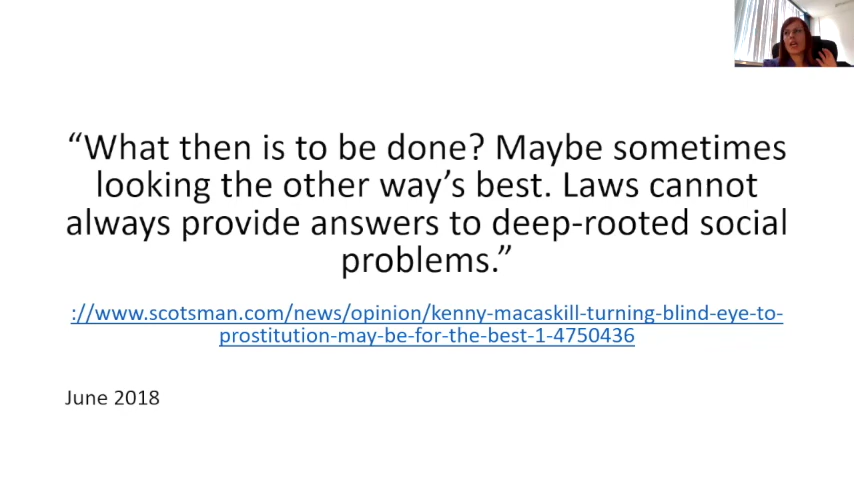 “What then is to be done? Maybe sometimes
looking the other way’s best. Laws cannot
always provide answers to deep-rooted social
problems.”
://www.scotsman.com/news/opinion/kenny-macaskill-turning-blind-eye-to-
prostitution-may-be-for-the-best-1-4750436
June 2018